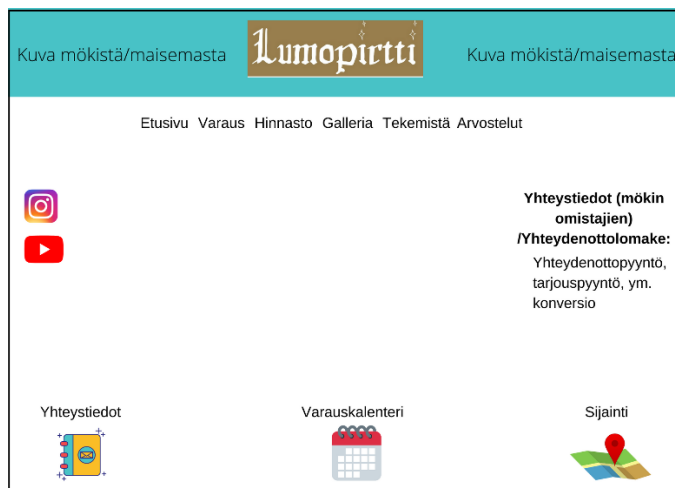 Kuva mökistä/maisemasta
Lumopirtti
Kuva mökistä/maisemasta
Etusivu Varaus Hinnasto Galleria Tekemistä Arvostelut
Yhteystiedot (mökin
omistajien)
/Yhteydenottolomake:
Yhteydenottopyyntö,
tarjouspyyntö, ym.
konversio
Yhteystiedot
Varauskalenteri
Sijainti